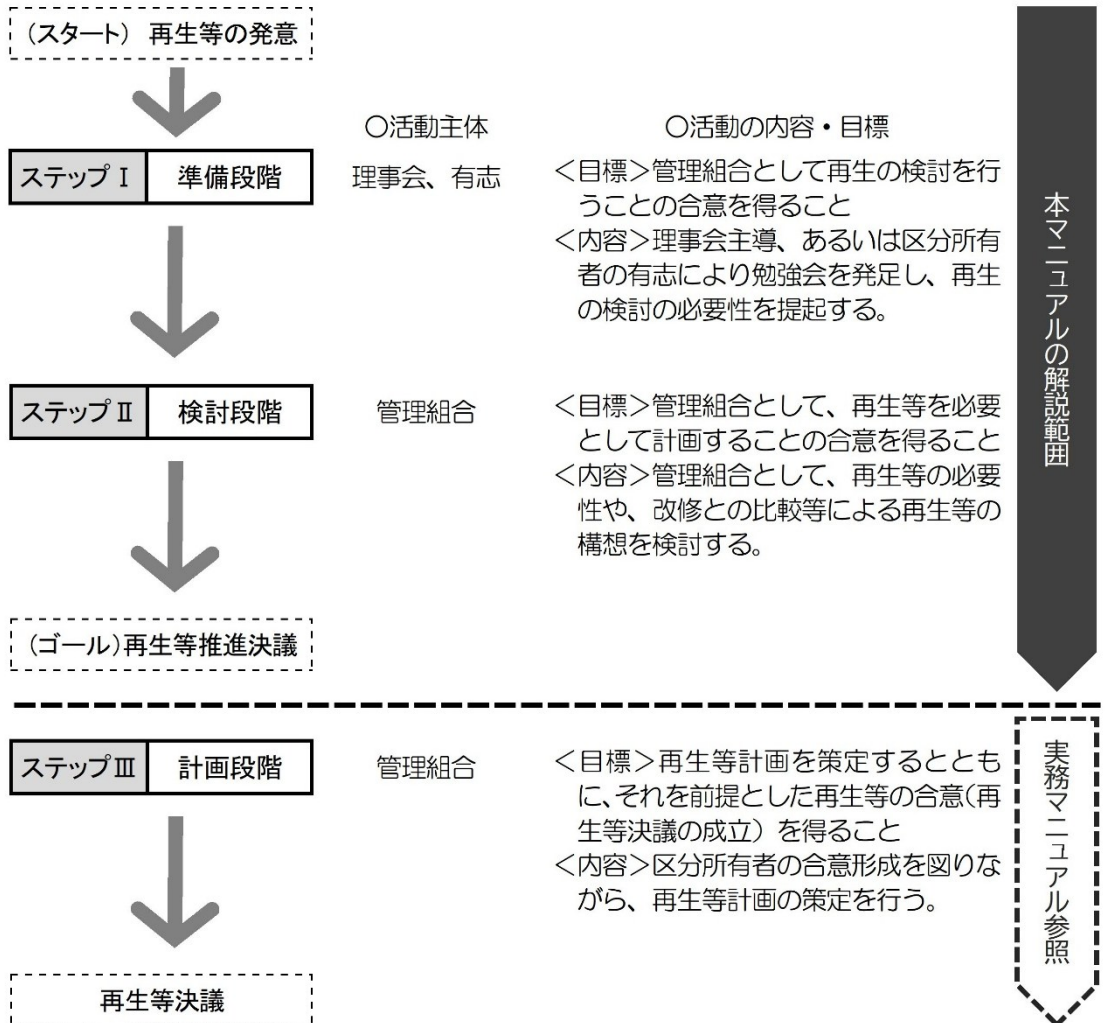 (スタート) 再生等の発意
○活動主体
○活動の内容・目標
ステップⅠ 準備段階
理事会、有志
<目標>管理組合として再生の検討を行
うことの合意を得ること
<内容>理事会主導、あるいは区分所有
者の有志により勉強会を発足し、再生
の検討の必要性を提起する。
ステップⅡ 検討段階
管理組合
<目標>管理組合として、再生等を必要
として計画することの合意を得ること
<内容>管理組合として、再生等の必要
性や、改修との比較等による再生等の
構想を検討する。
(ゴール)再生等推進決議
本マニュアルの解説範囲
ステップⅢ 計画段階
管理組合
<目標>再生等計画を策定するととも
に、それを前提とした再生等の合意(再
生等決議の成立)を得ること
<内容>区分所有者の合意形成を図りな
がら、再生等計画の策定を行う。
再生等決議
実務マニュアル参照